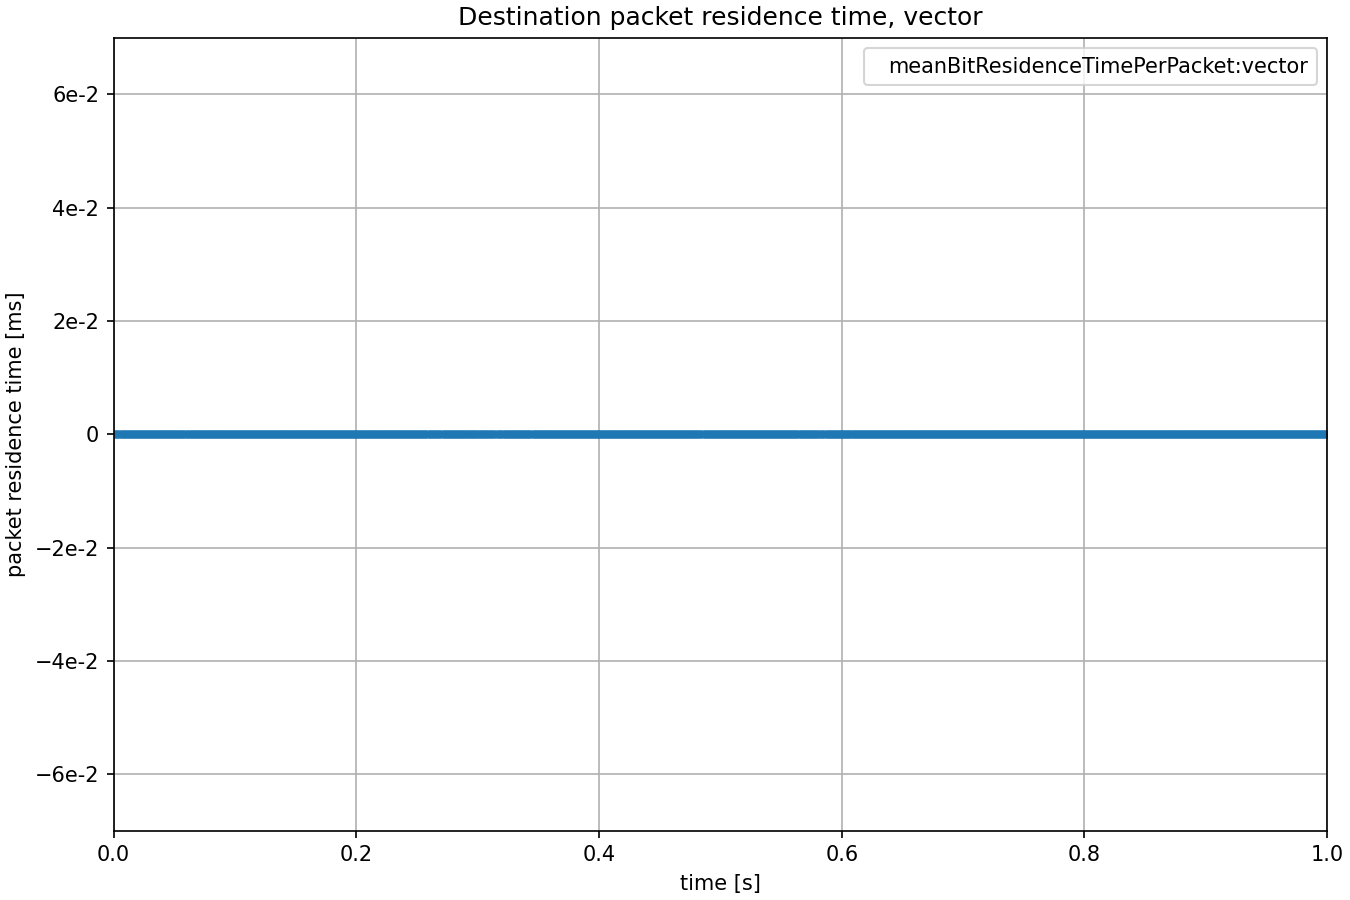 Destination packet residence time, vector
meanBitResidenceTimePerPacket:vector
packet residence time [ms]
6e-2
4e-2
2e-2
0
−2e-2
−4e-2
−6e-2
0.0 0.2 0.4 0.6 0.8 1.0
time [s]